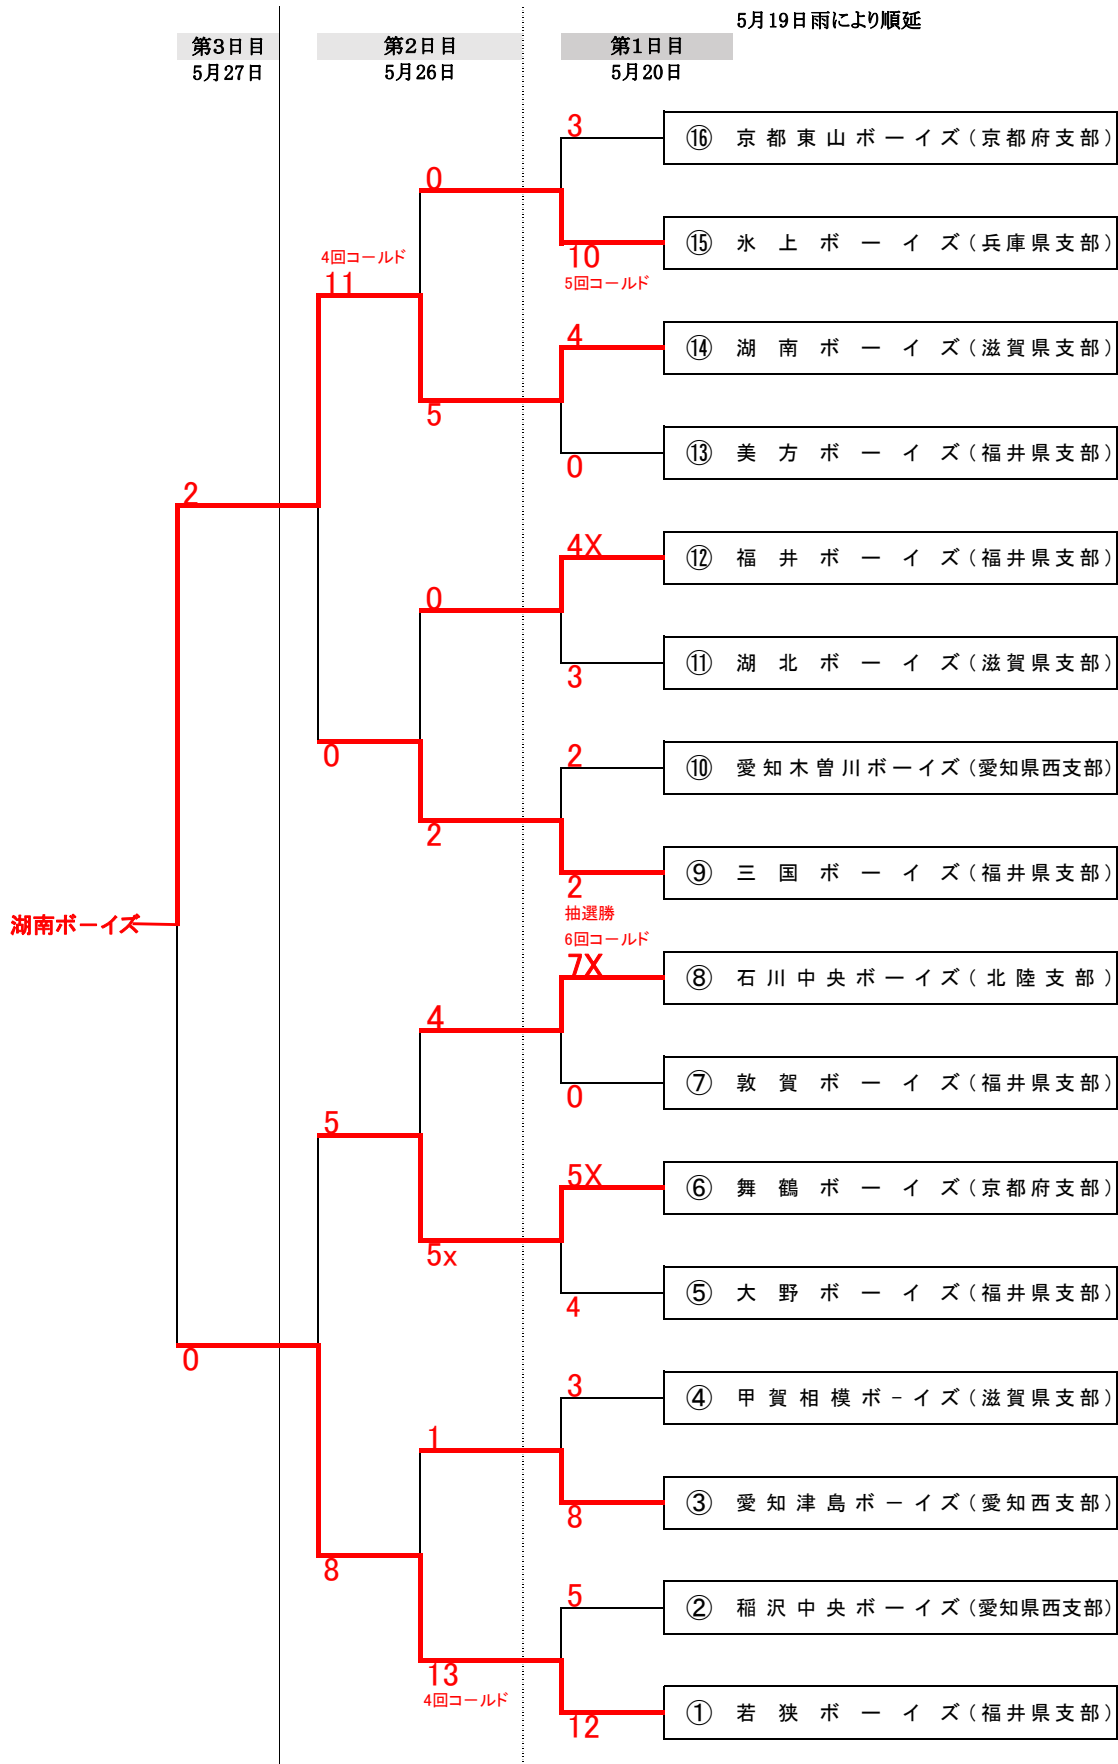 5月19日雨により順延
第3日目 第2日目 第1日目
5月27日 5月26日 5月20日
3
⑯ 京都東山ボーイズ(京都府支部)
0
⑮ 氷上ボーイズ(兵庫県支部)
10
4回コールド
11
5回コールド
4
⑭ 湖南ボーイズ(滋賀県支部)
5
⑬ 美方ボーイズ(福井県支部)
0
2
4X
⑫ 福井ボーイズ(福井県支部)
0
⑪ 湖北ボーイズ(滋賀県支部)
3
0
2
⑩ 愛知木曽川ボーイズ(愛知県西支部)
2
⑨ 三国ボーイズ(福井県支部)
2
抽選勝
湖南ボーイズ
6回コールド
7X
⑧ 石川中央ボーイズ(北陸支部)
4
⑦ 敦賀ボーイズ(福井県支部)
0
5
5X
⑥ 舞鶴ボーイズ(京都府支部)
5x
⑤ 大野ボーイズ(福井県支部)
4
0
3
④ 甲賀相模ボーイズ(滋賀県支部)
1
③ 愛知津島ボーイズ(愛知西支部)
8
8
5
② 稲沢中央ボーイズ(愛知県西支部)
13
4回コールド
① 若狭ボーイズ(福井県支部)
12